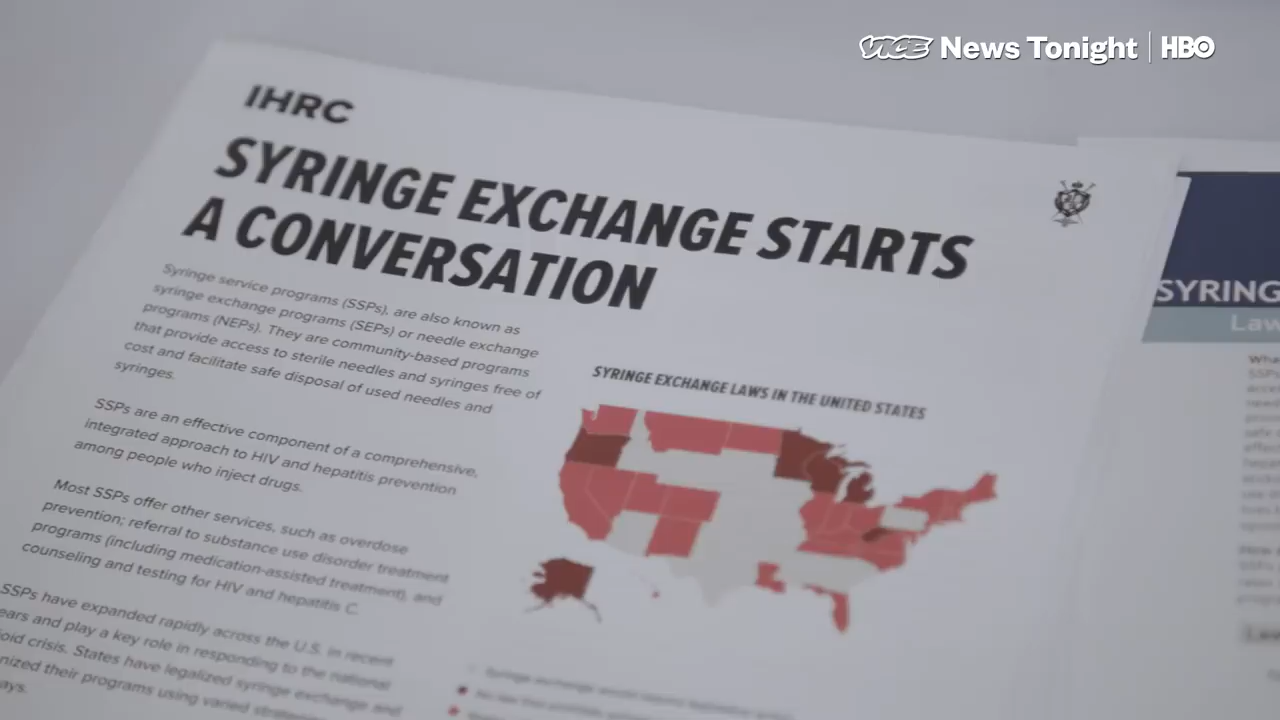 VICE News Tonight | HBO
IHRC
SYRINGE EXCHANGE STARTS
A CONVERSATION
Syringe service programs (SSPs), are also known as
syringe exchange programs (SEPs) or needle exchange
programs (NEPs). They are community-based programs
that provide access to sterile needles and syringes free of
cost and facilitate safe disposal of used needles and
syringes.
SSPs are an effective component of a comprehensive,
integrated approach to HIV and hepatitis prevention
among people who inject drugs.
Most SSPs offer other services, such as overdose
prevention; referral to substance use disorder treatment
programs (including medication-assisted treatment), and
counseling and testing for HIV and hepatitis C.
SSPs have expanded rapidly across the U.S. in recent
ears and play a key role in responding to the national
oid crisis. States have legalized syringe exchange and
nized their programs using varied
ays.
SYRINGE EXCHANGE LAWS IN THE UNITED STATES
SYRING
Law